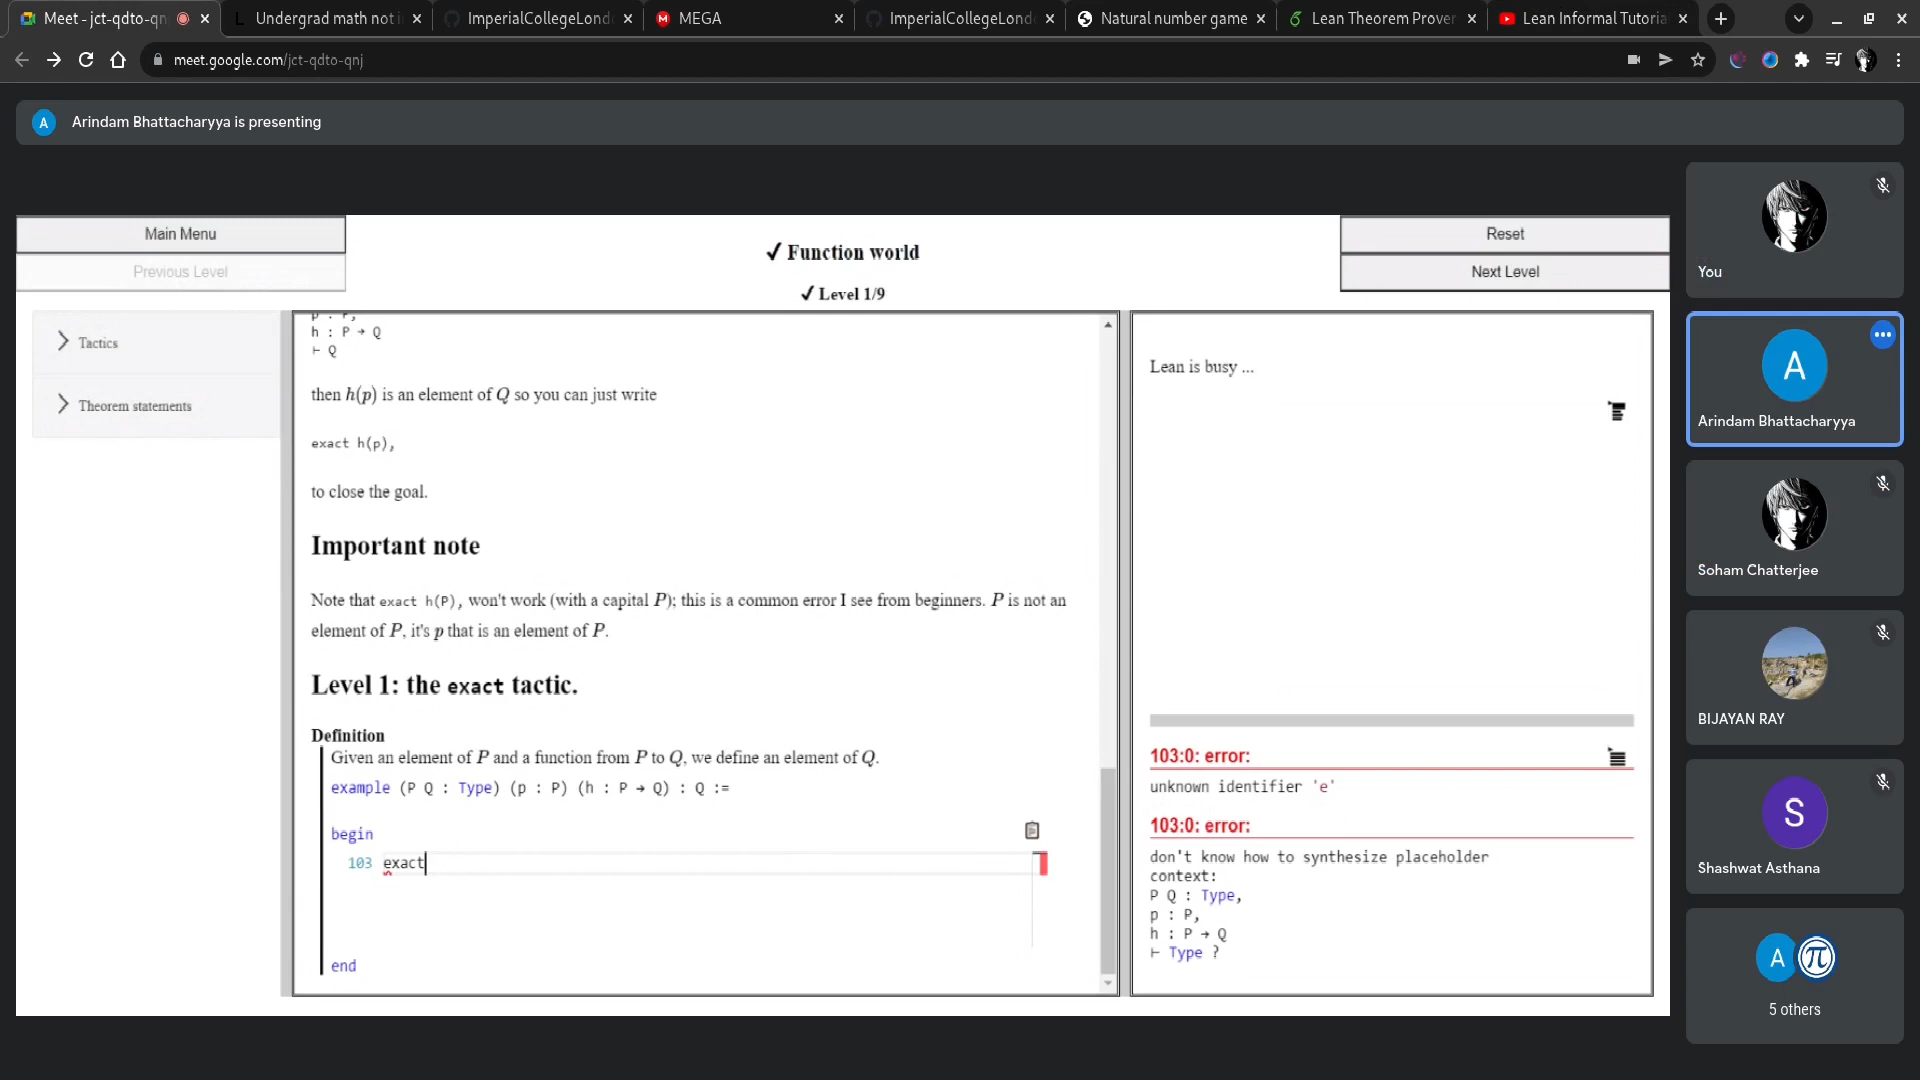 Meet - jct-qdto-qn
Undergrad math not i
ImperialCollegeLond
MEGA
ImperialCollegeLond
Natural number game
Lean Theorem Prover
Lean Informal Tutoria
meet.google.com/jct-qdto-qnj
A
Arindam Bhattacharyya is presenting
Main Menu
Previous Level
✓ Function world
✓ Level 1/9
Reset
Next Level
Tactics
Theorem statements
p : P,
h : P → Q
⊢ Q
then h(p) is an element of Q so you can just write
exact h(p),
to close the goal.
Important note
Note that exact h(P), won't work (with a capital P); this is a common error I see from beginners. P is not an
element of P, it's p that is an element of P.
Level 1: the exact tactic.
Definition
Given an element of P and a function from P to Q, we define an element of Q.
example (P Q : Type) (p : P) (h : P → Q) : Q :=
begin
103 exact
end
Lean is busy ...
103:0: error:
unknown identifier 'e'
103:0: error:
don't know how to synthesize placeholder
context:
P Q : Type,
p : P,
h : P → Q
⊢ Type ?
You
A
Arindam Bhattacharyya
Soham Chatterjee
BIJAYAN RAY
S
Shashwat Asthana
A
π
5 others